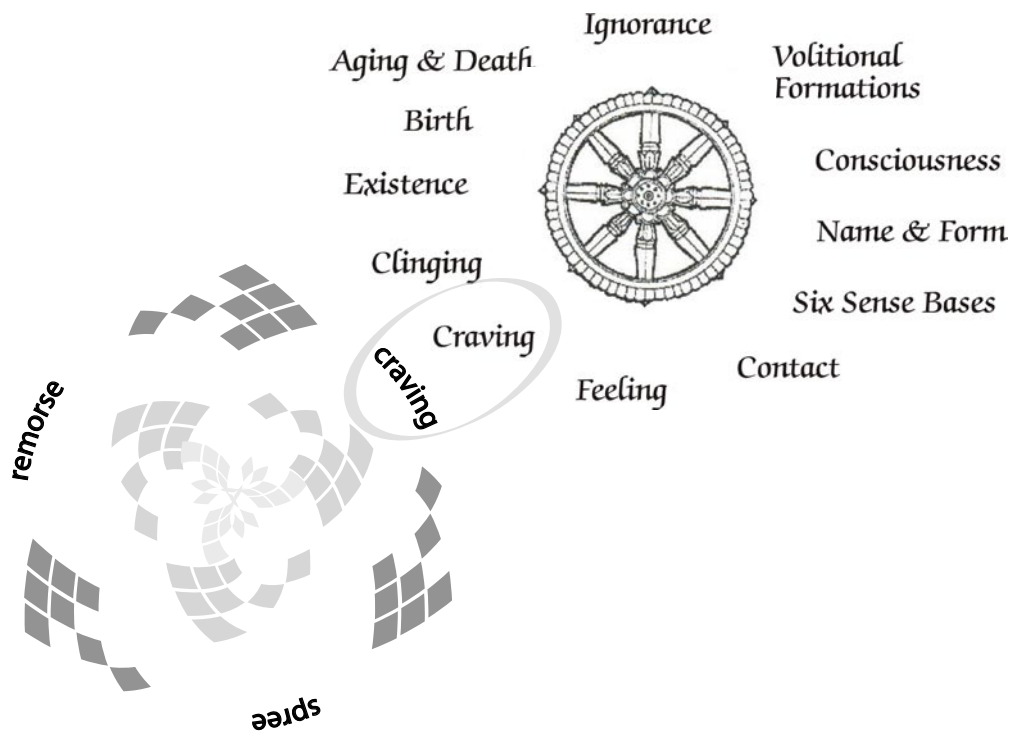 Ignorance
Volitional
Formations
Consciousness
Name & Form
Six Sense Bases
Contact
Feeling
Craving
Clinging
Existence
Birth
Aging & Death
craving
spree
remorse